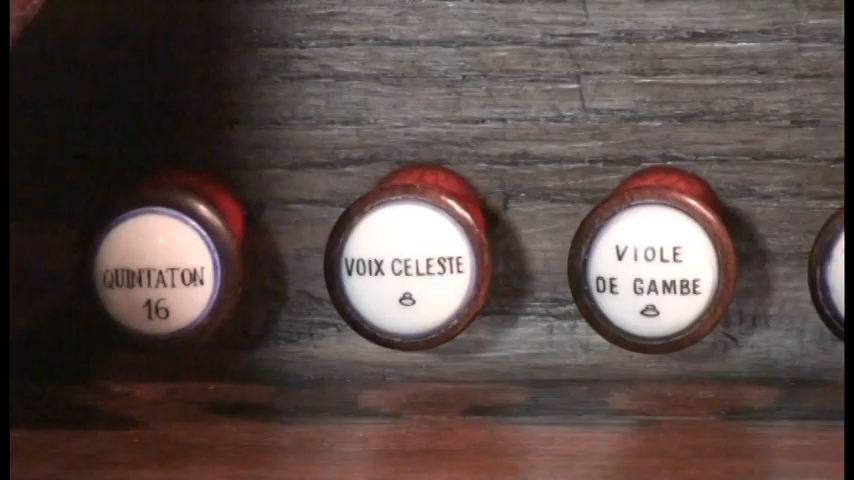 QUINTATON
16
VOIX CELESTE
8
VIOLE
DE GAMBE
8